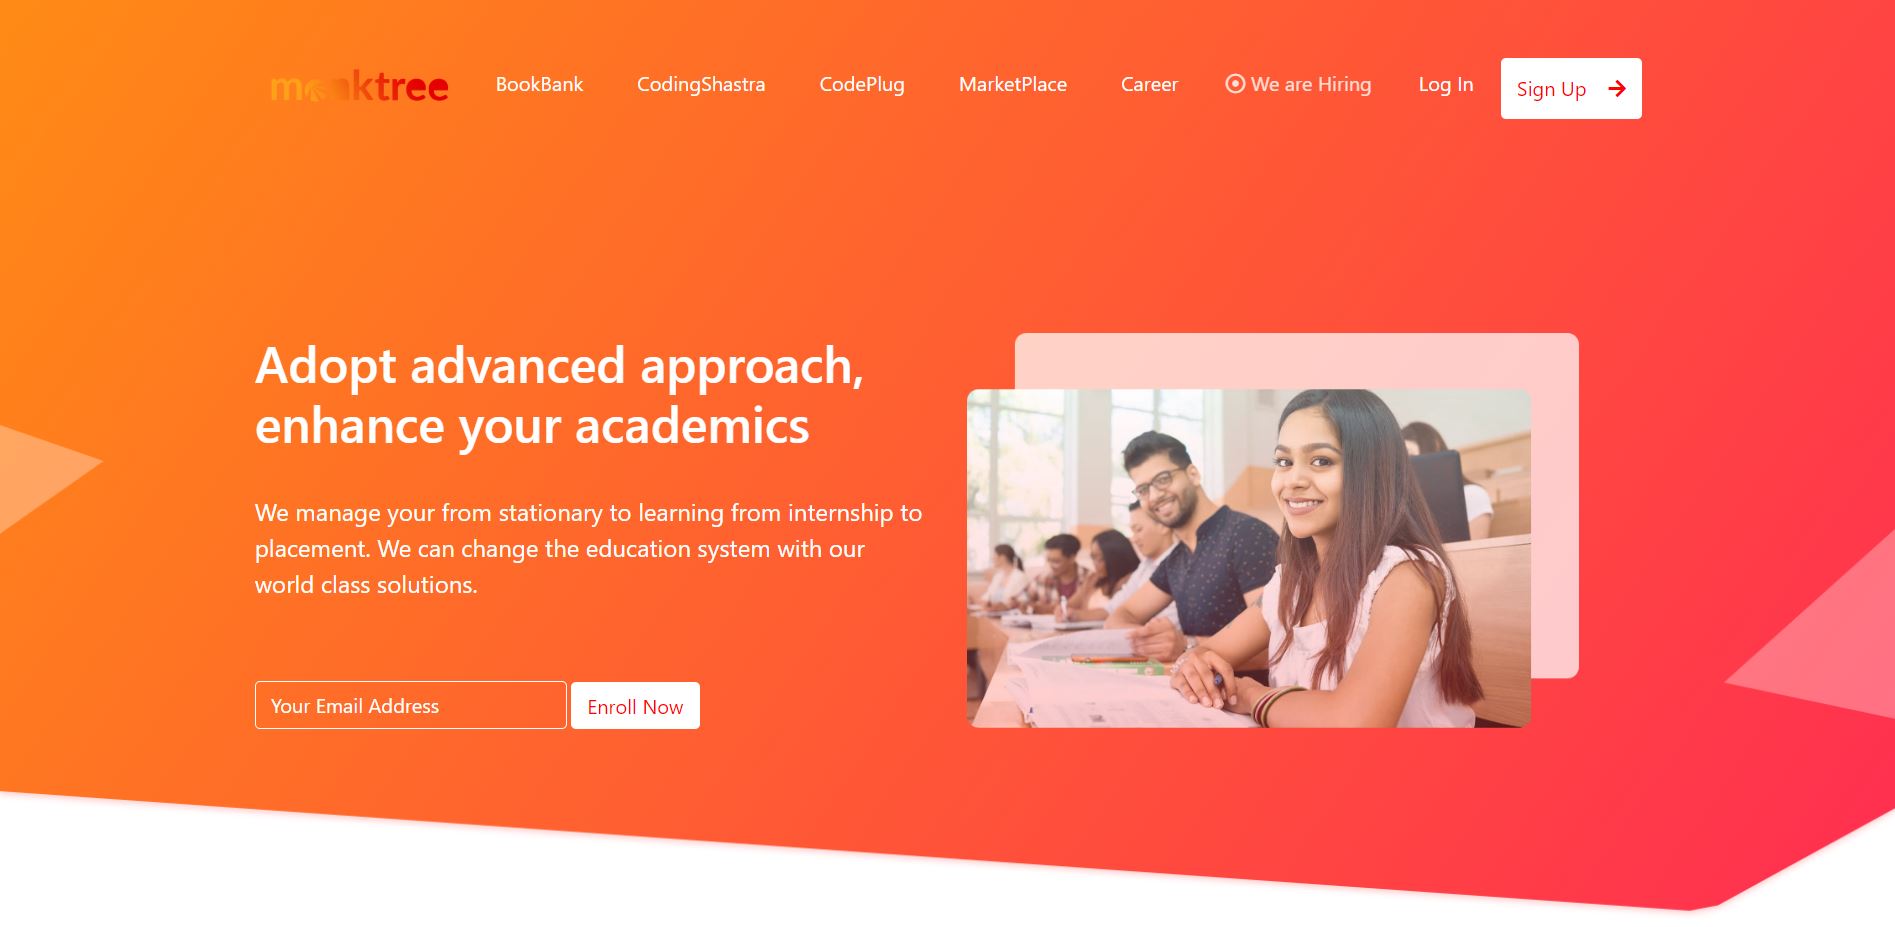 monktree
BookBank
CodingShastra
CodePlug
MarketPlace
Career
We are Hiring
Log In
Sign Up
Adopt advanced approach,
enhance your academics
We manage your from stationary to learning from internship to
placement. We can change the education system with our
world class solutions.
Your Email Address
Enroll Now